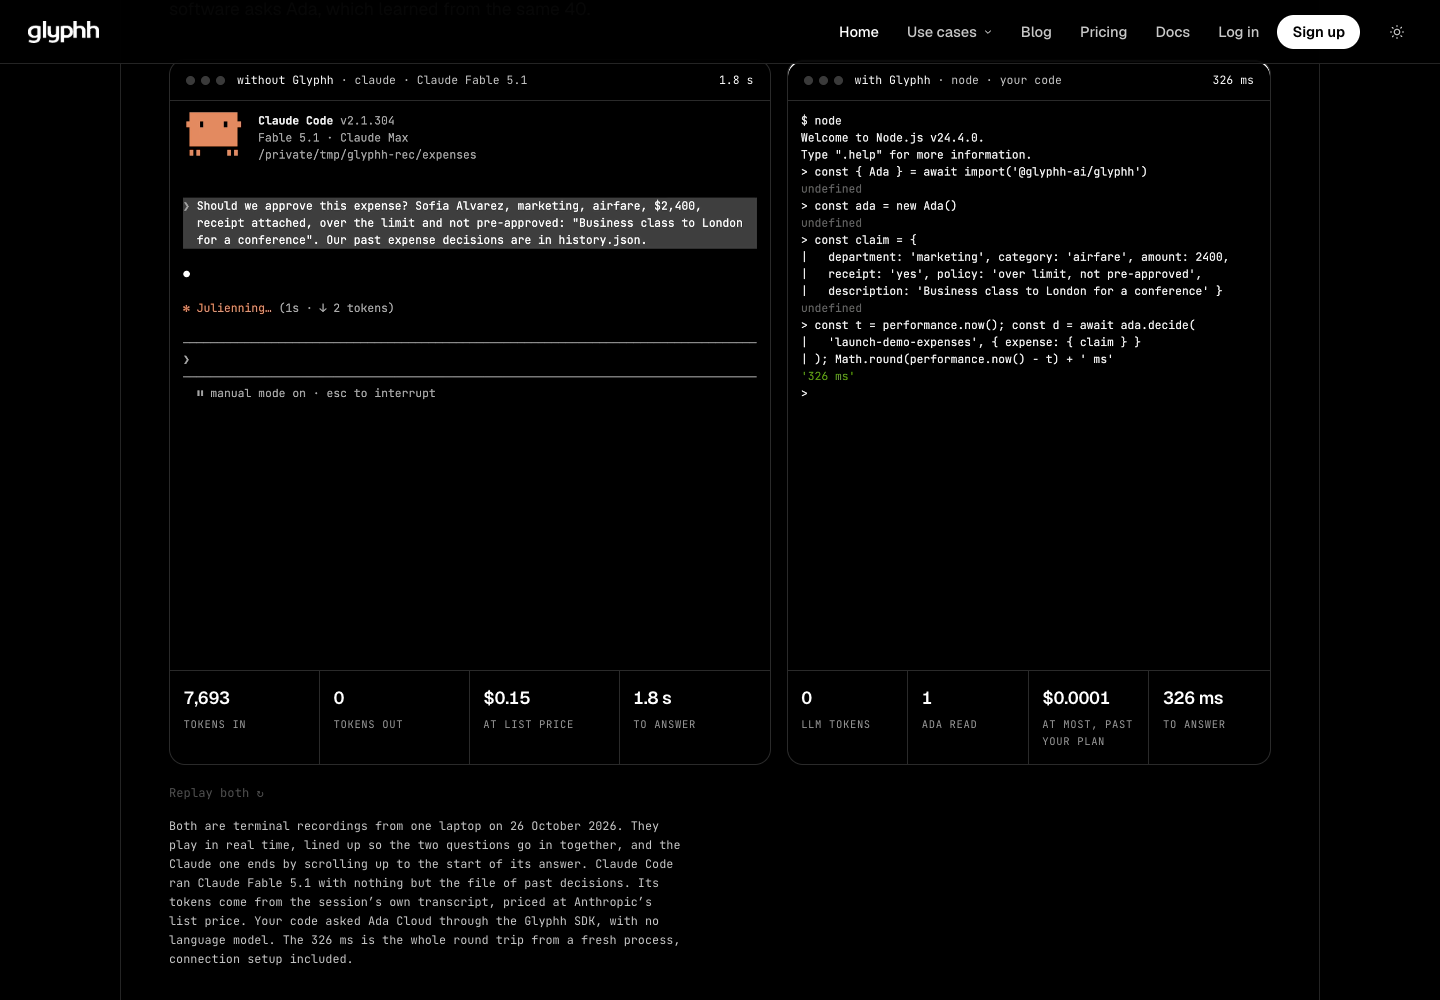 software asks Ada, which learned from the same 40.
glyphh
Home
Use cases
Blog
Pricing
Docs
Log in
Sign up
without Glyphh · claude · Claude Fable 5.1
1.8 s
Claude Code v2.1.304
Fable 5.1 · Claude Max
/private/tmp/glyphh-rec/expenses
❯ Should we approve this expense? Sofia Alvarez, marketing, airfare, $2,400,
receipt attached, over the limit and not pre-approved: "Business class to London
for a conference". Our past expense decisions are in history.json.
●
✻ Julienning… (1s · ↓ 2 tokens)
❯
⏸ manual mode on · esc to interrupt
7,693
TOKENS IN
0
TOKENS OUT
$0.15
AT LIST PRICE
1.8 s
TO ANSWER
with Glyphh · node · your code
326 ms
$ node
Welcome to Node.js v24.4.0.
Type ".help" for more information.
> const { Ada } = await import('@glyphh-ai/glyphh')
undefined
> const ada = new Ada()
undefined
> const claim = {
|   department: 'marketing', category: 'airfare', amount: 2400,
|   receipt: 'yes', policy: 'over limit, not pre-approved',
|   description: 'Business class to London for a conference' }
undefined
> const t = performance.now(); const d = await ada.decide(
|   'launch-demo-expenses', { expense: { claim } }
| ); Math.round(performance.now() - t) + ' ms'
'326 ms'
>
0
LLM TOKENS
1
ADA READ
$0.0001
AT MOST, PAST
YOUR PLAN
326 ms
TO ANSWER
Replay both ↻
Both are terminal recordings from one laptop on 26 October 2026. They
play in real time, lined up so the two questions go in together, and the
Claude one ends by scrolling up to the start of its answer. Claude Code
ran Claude Fable 5.1 with nothing but the file of past decisions. Its
tokens come from the session’s own transcript, priced at Anthropic’s
list price. Your code asked Ada Cloud through the Glyphh SDK, with no
language model. The 326 ms is the whole round trip from a fresh process,
connection setup included.